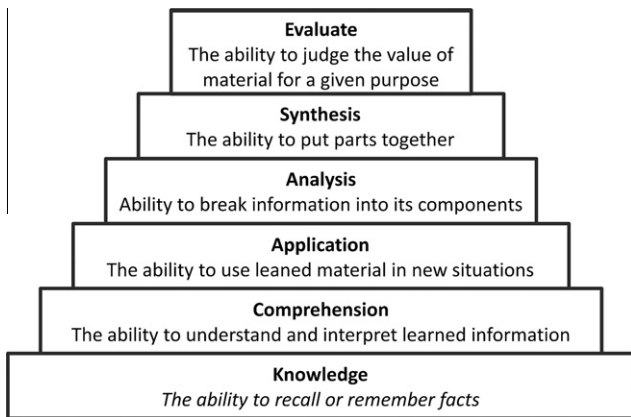 Evaluate
The ability to judge the value of
material for a given purpose
Synthesis
The ability to put parts together
Analysis
Ability to break information into its components
Application
The ability to use leaned material in new situations
Comprehension
The ability to understand and interpret learned information
Knowledge
The ability to recall or remember facts